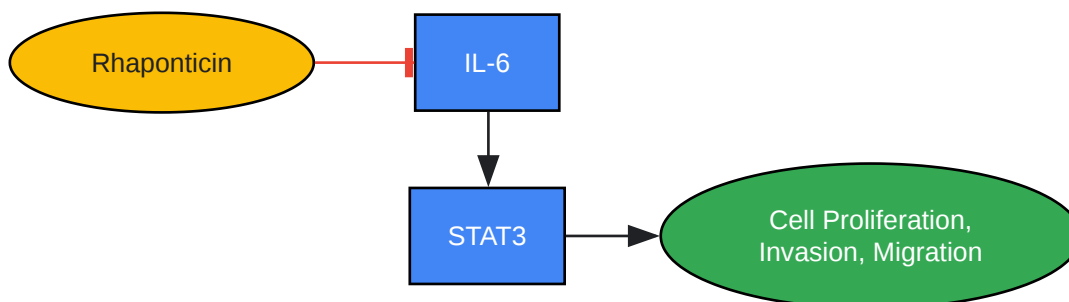 Rhaponticin
IL-6
STAT3
Cell Proliferation,
Invasion, Migration